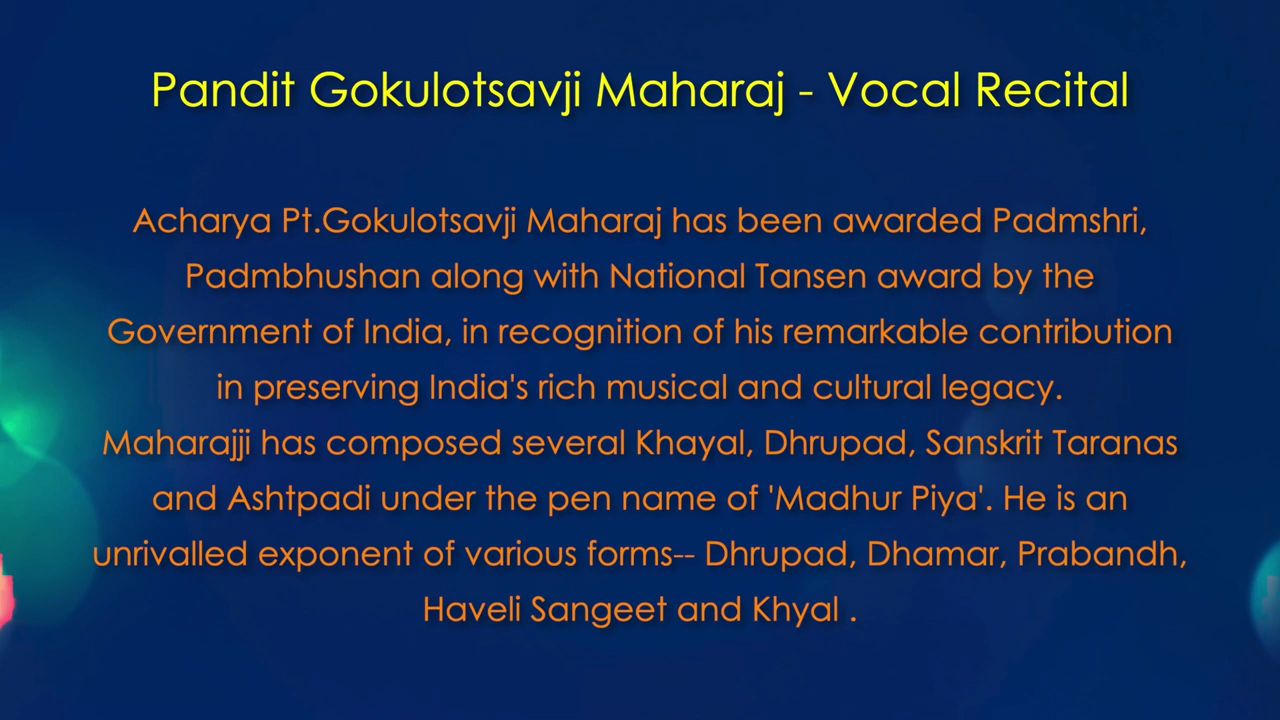 Pandit Gokulotsavji Maharaj - Vocal Recital
Acharya Pt.Gokulotsavji Maharaj has been awarded Padmshri,
Padmbhushan along with National Tansen award by the
Government of India, in recognition of his remarkable contribution
in preserving India's rich musical and cultural legacy.
Maharajji has composed several Khayal, Dhrupad, Sanskrit Taranas
and Ashtpadi under the pen name of 'Madhur Piya'. He is an
unrivalled exponent of various forms-- Dhrupad, Dhamar, Prabandh,
Haveli Sangeet and Khyal .